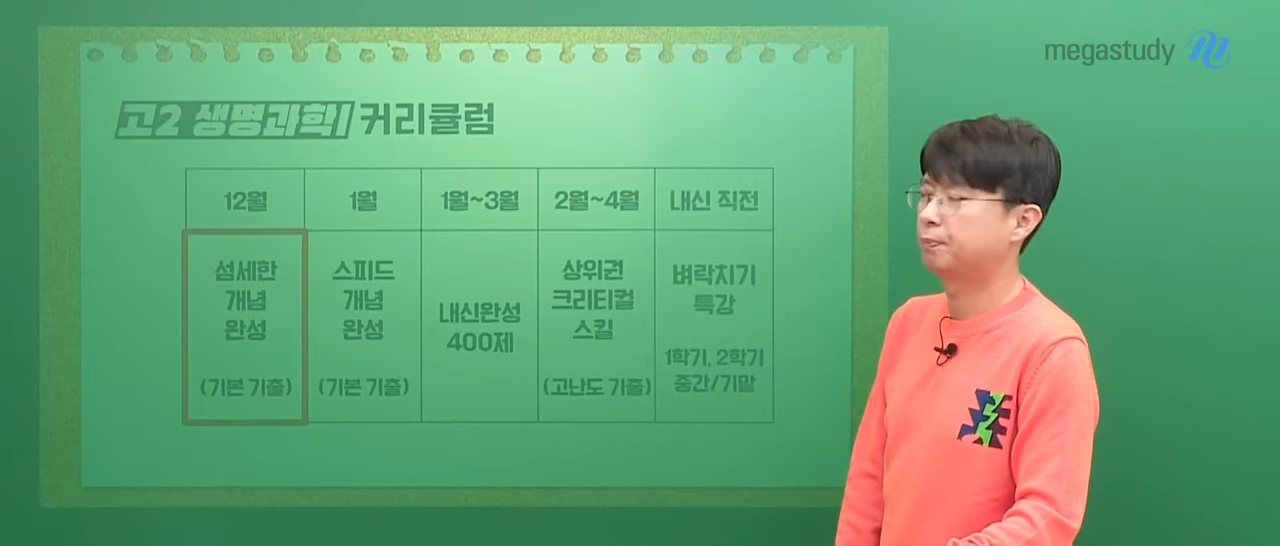 megastudy
고2 생명과학I 커리큘럼
12월 1월 1월~3월 2월~4월 내신 직전
섬세한
개념
완성
(기본 기출)
스피드
개념
완성
(기본 기출)
내신완성
400제
상위권
크리티컬
스킬
(고난도 기출)
벼락치기
특강
1학기, 2학기
중간/기말